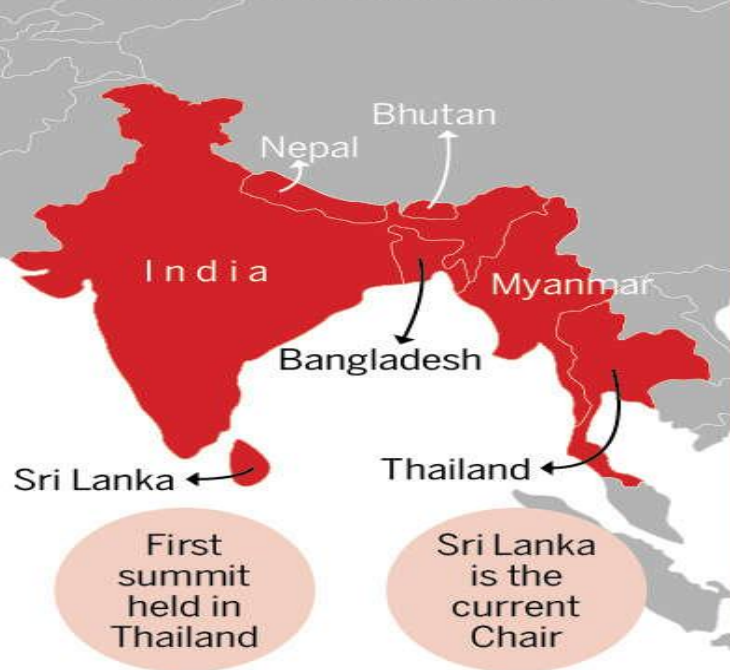 Bhutan
Nepal
India
Myanmar
Bangladesh
Sri Lanka
Thailand
First
summit
held in
Thailand
Sri Lanka
is the
current
Chair